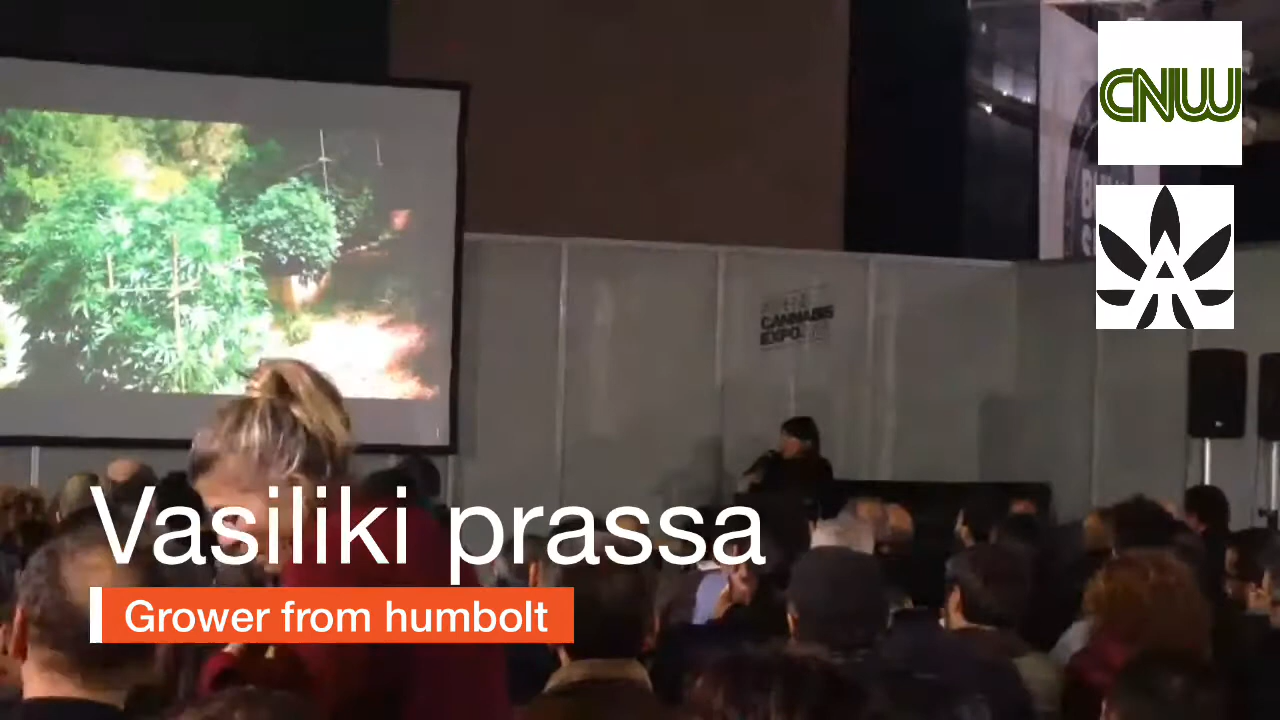 CNW
CANNABIS
EXPO
Vasiliki prassa
Grower from humbolt